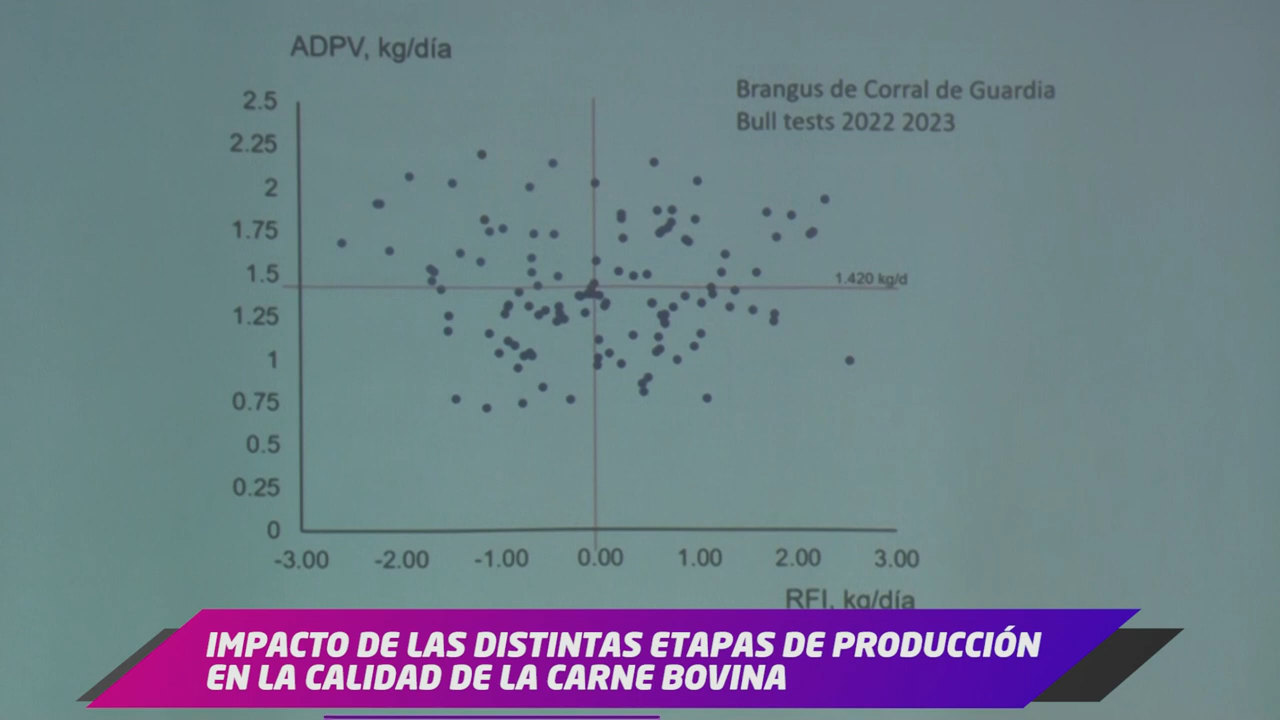 ADPV, kg/día
Brangus de Corral de Guardia
Bull tests 2022 2023
2.5
2.25
2
1.75
1.5
1.25
1
0.75
0.5
0.25
0
1.420 kg/d
-3.00 -2.00 -1.00 0.00 1.00 2.00 3.00
RFI, kg/día
IMPACTO DE LAS DISTINTAS ETAPAS DE PRODUCCIÓN
EN LA CALIDAD DE LA CARNE BOVINA